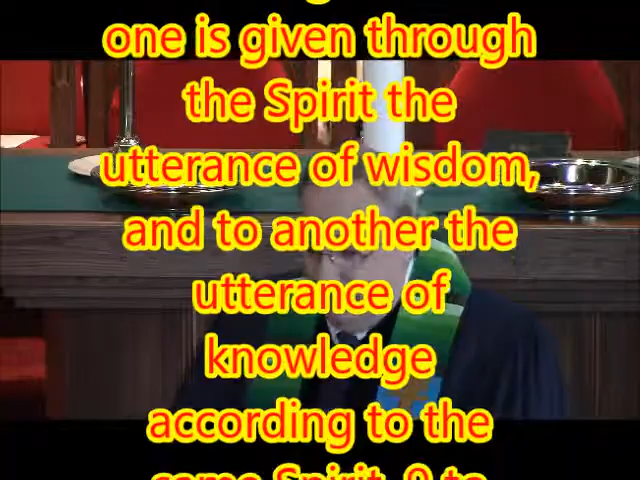 one is given through
the Spirit the
utterance of wisdom,
and to another the
utterance of
knowledge
according to the
same Spirit, 9 to